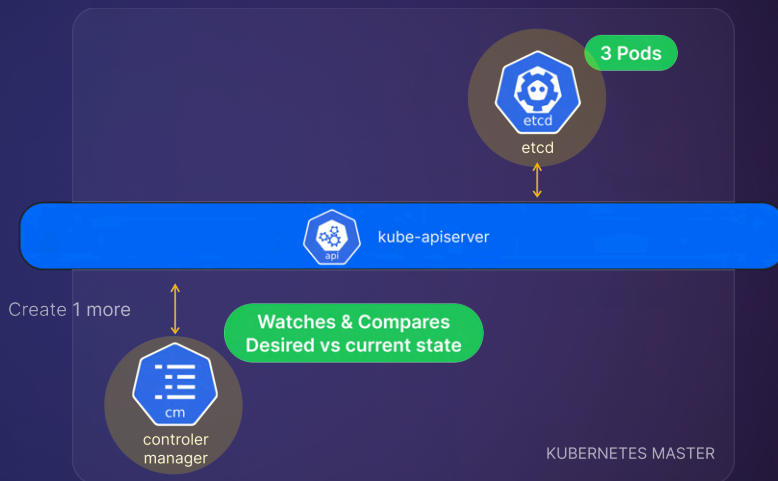 3 Pods
etcd
etcd
api
kube-apiserver
Create 1 more
Watches & Compares
Desired vs current state
cm
controler
manager
KUBERNETES MASTER